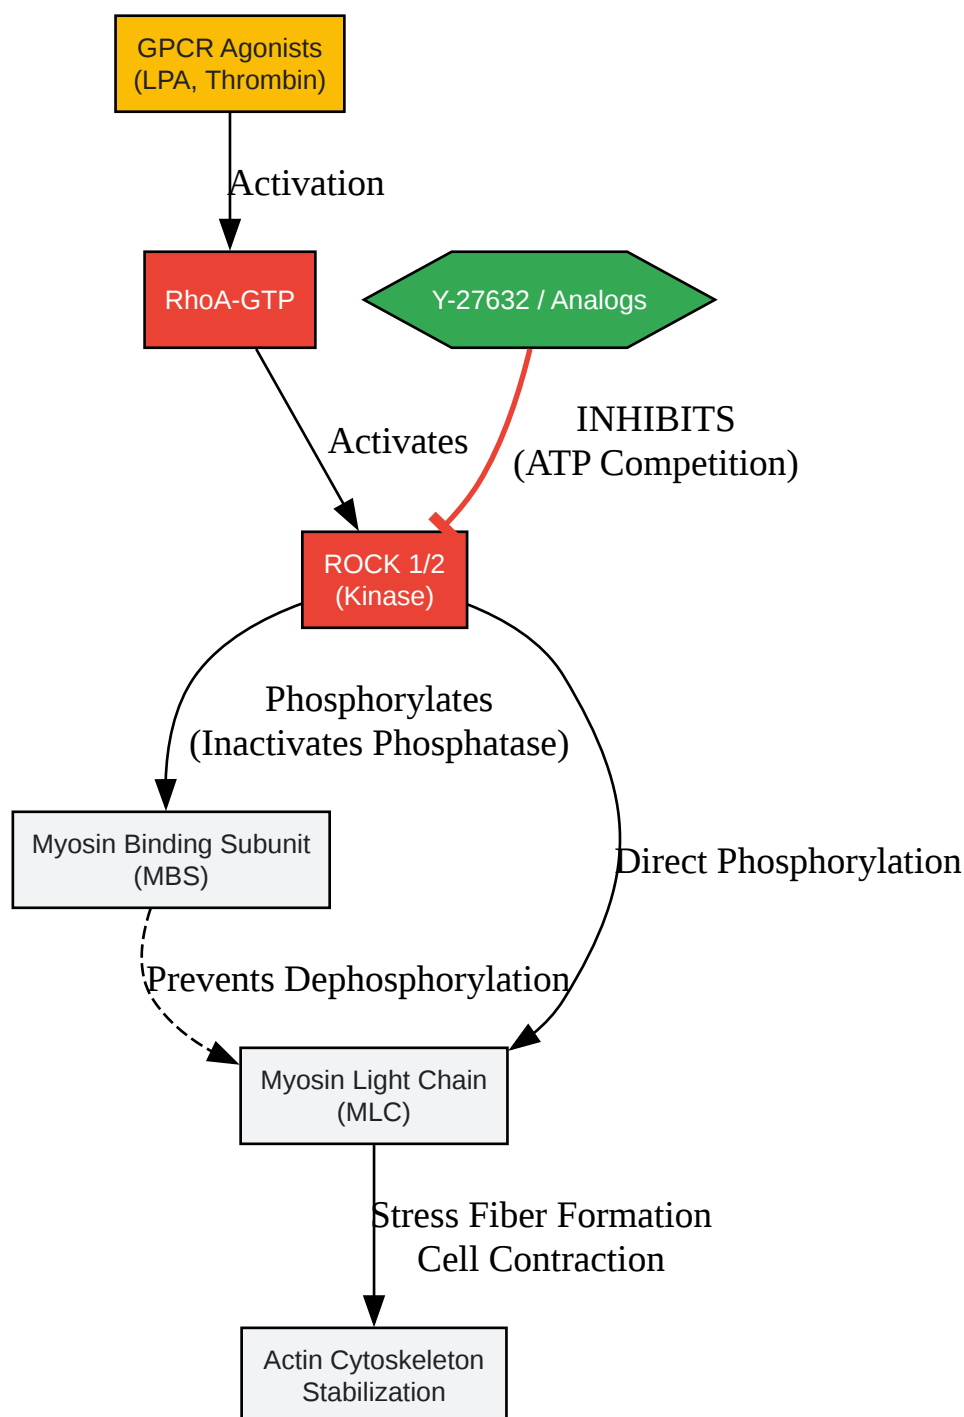 GPCR Agonists
(LPA, Thrombin)
Activation
RhoA-GTP
Y-27632 / Analogs
Activates
INHIBITS
(ATP Competition)
ROCK 1/2
(Kinase)
Phosphorylates
(Inactivates Phosphatase)
Myosin Binding Subunit
(MBS)
Direct Phosphorylation
Prevents Dephosphorylation
Myosin Light Chain
(MLC)
Stress Fiber Formation
Cell Contraction
Actin Cytoskeleton
Stabilization